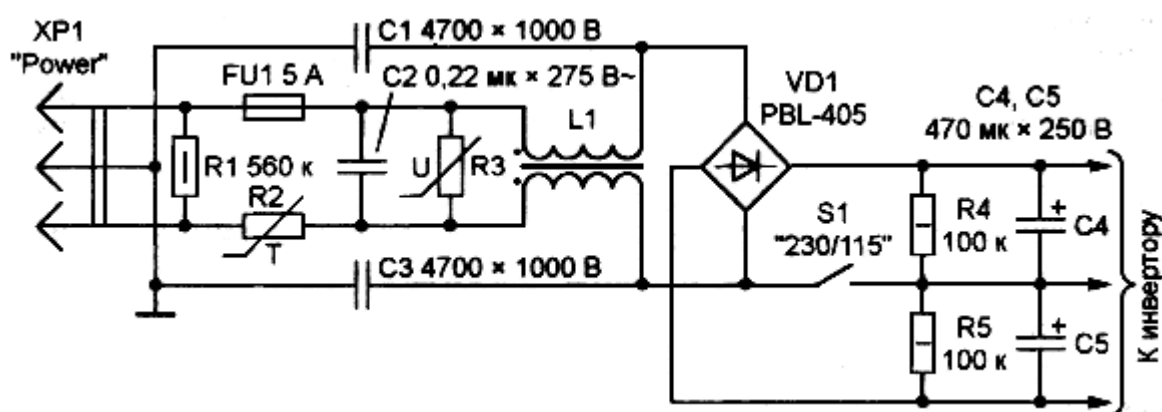 XP1
"Power"
C1 4700 × 1000 В
FU1 5 А
C2 0,22 мк × 275 В~
R1 560 к
R2
T
U
R3
L1
C3 4700 × 1000 В
VD1
PBL-405
S1
"230/115"
C4, C5
470 мк × 250 В
R4
100 к
+
C4
R5
100 к
+
C5
К инвертору